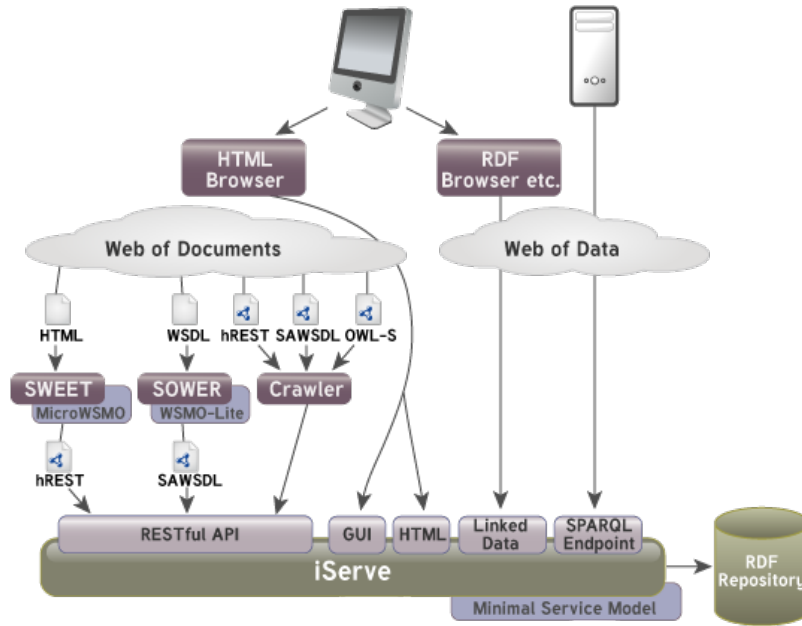 HTML
Browser
RDF
Browser etc.
Web of Documents
Web of Data
HTML
WSDL
hREST
SAWSDL
OWL-S
SWEET
MicroWSMO
SOWER
WSMO-Lite
Crawler
hREST
SAWSDL
RESTful API
GUI
HTML
Linked
Data
SPARQL
Endpoint
iServe
Minimal Service Model
RDF
Repository